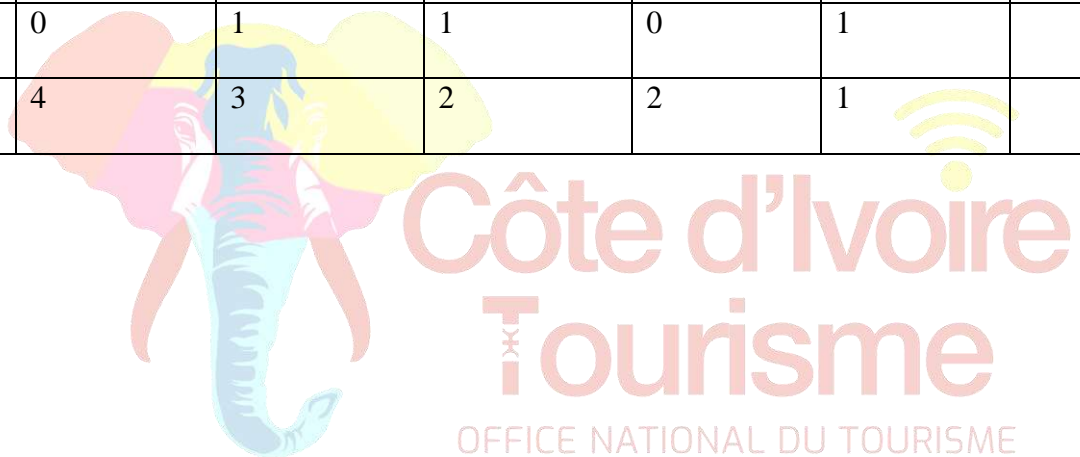 0 1 1 0 1
4 3 2 2 1
Côte d'Ivoire
Tourisme
OFFICE NATIONAL DU TOURISME